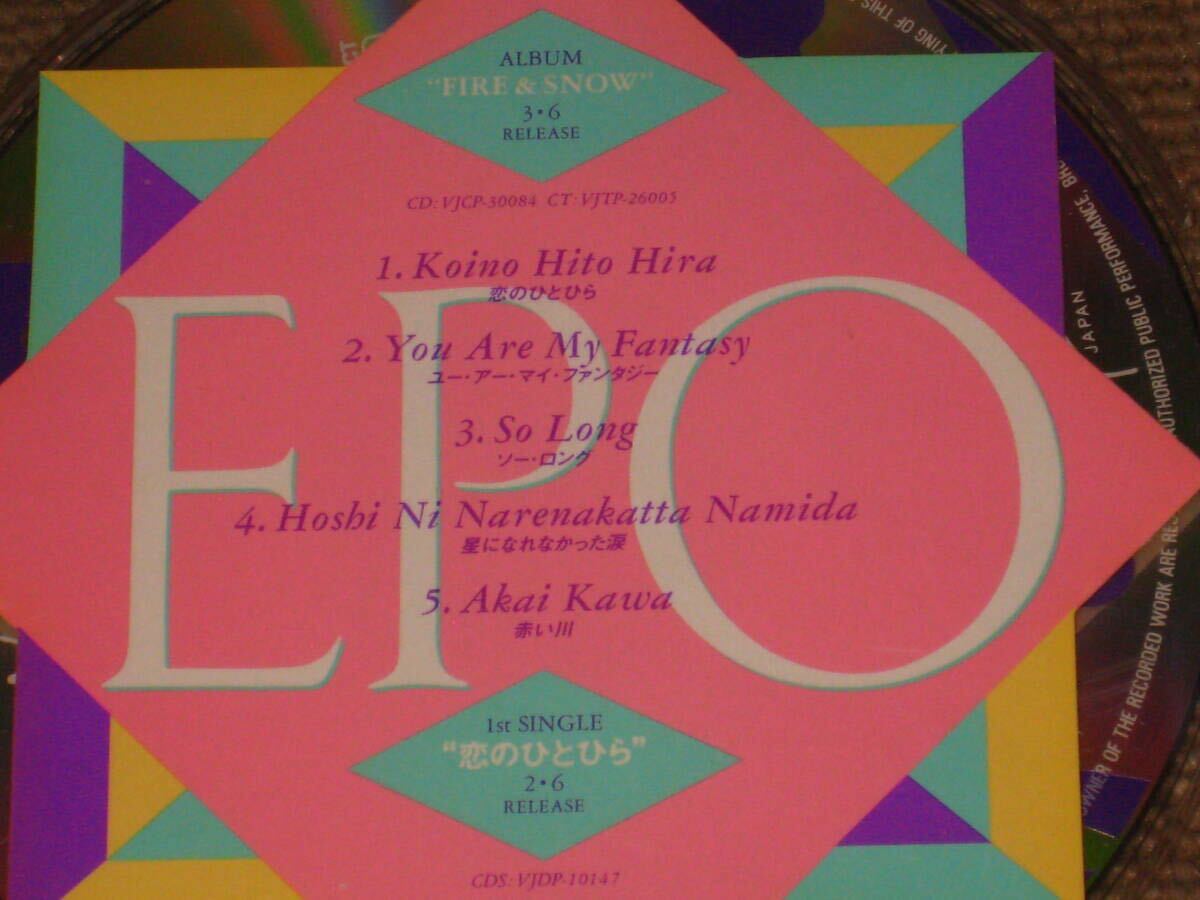 ALBUM
"FIRE & SNOW"
3・6
RELEASE
CD: VJCP-30084 CT: VJTP-26005
1. Koino Hito Hira
恋のひとひら
2. You Are My Fantasy
ユー・アー・マイ・ファンタジー
3. So Long
ソー・ロング
4. Hoshi Ni Narenakatta Namida
星になれなかった涙
5. Akai Kawa
赤い川
EPO
1st SINGLE
"恋のひとひら"
2・6
RELEASE
CDS: VJDP-10147
OF THIS
AUTHORIZED PUBLIC PERFORMANCE,
JAPAN
OWNER OF THE RECORDED WORK ARE